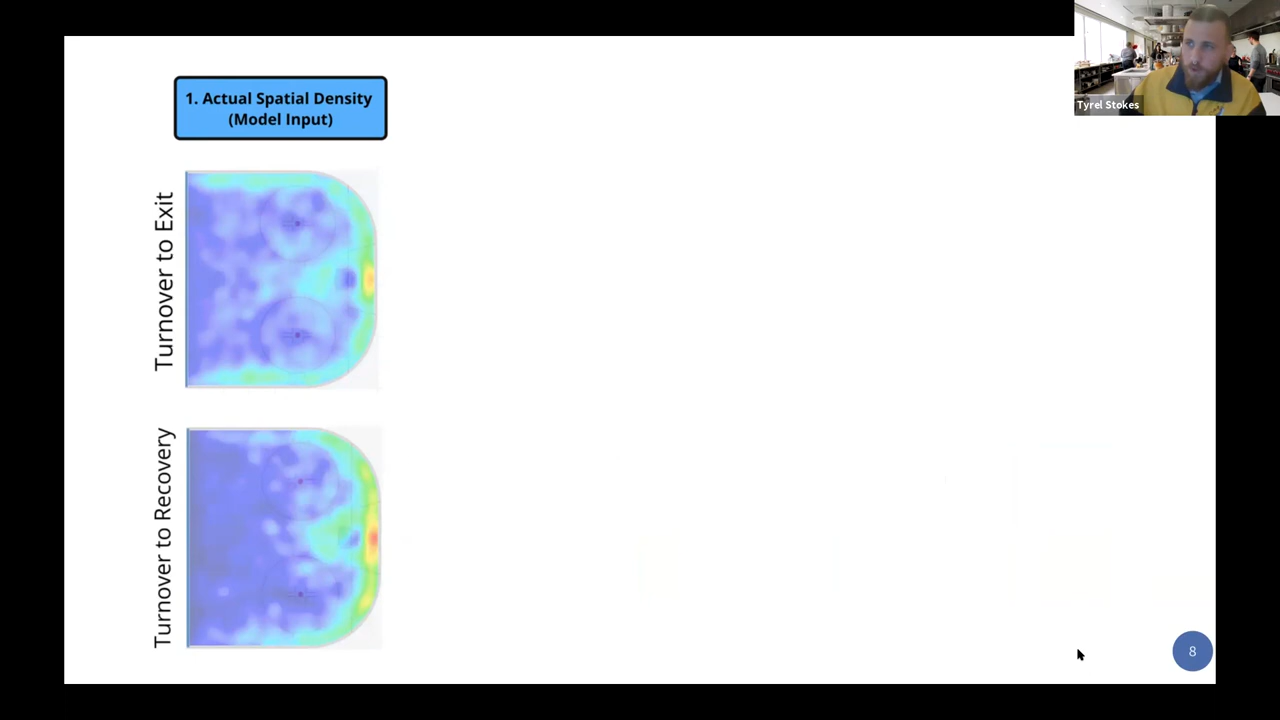 1. Actual Spatial Density
(Model Input)
Tyrel Stokes
Turnover to Exit
Turnover to Recovery
8